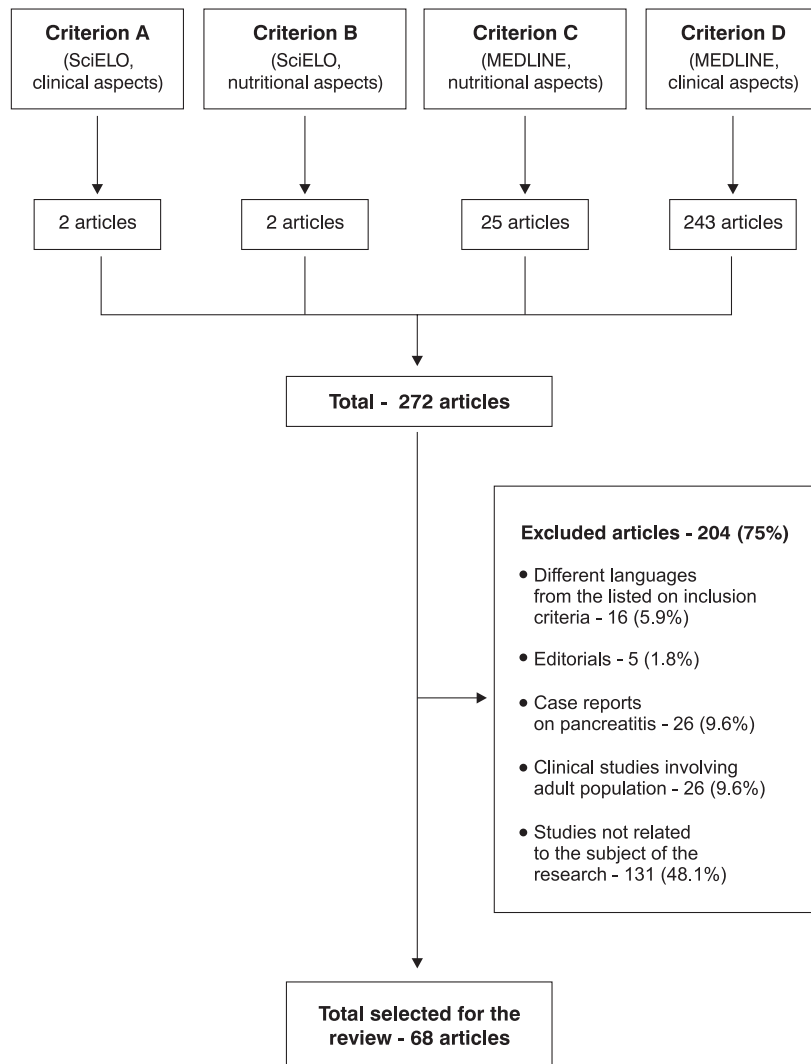 Criterion A
(SciELO,
clinical aspects)
Criterion B
(SciELO,
nutritional aspects)
Criterion C
(MEDLINE,
nutritional aspects)
Criterion D
(MEDLINE,
clinical aspects)
2 articles
2 articles
25 articles
243 articles
Total - 272 articles
Excluded articles - 204 (75%)
• Different languages
from the listed on inclusion
criteria - 16 (5.9%)
• Editorials - 5 (1.8%)
• Case reports
on pancreatitis - 26 (9.6%)
• Clinical studies involving
adult population - 26 (9.6%)
• Studies not related
to the subject of the
research - 131 (48.1%)
Total selected for the
review - 68 articles